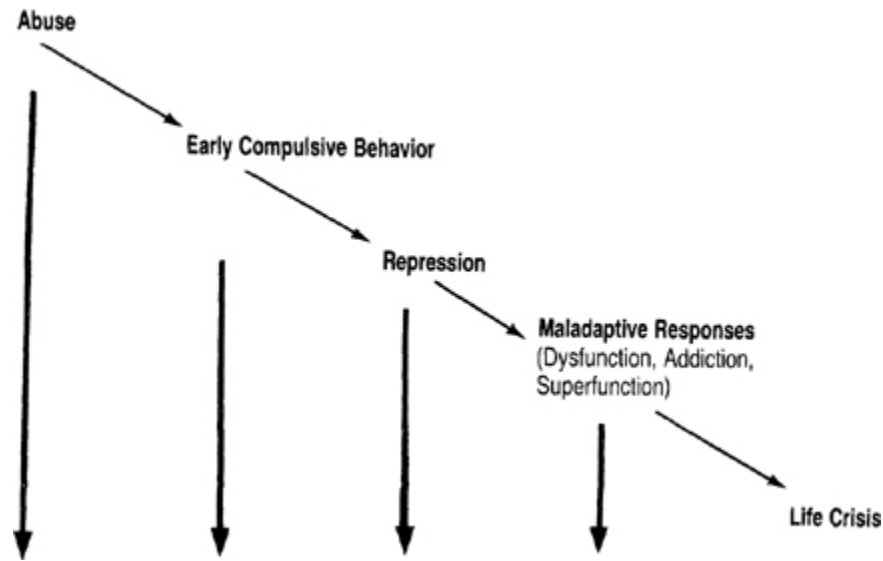 Abuse
Early Compulsive Behavior
Repression
Maladaptive Responses
(Dysfunction, Addiction,
Superfunction)
Life Crisis